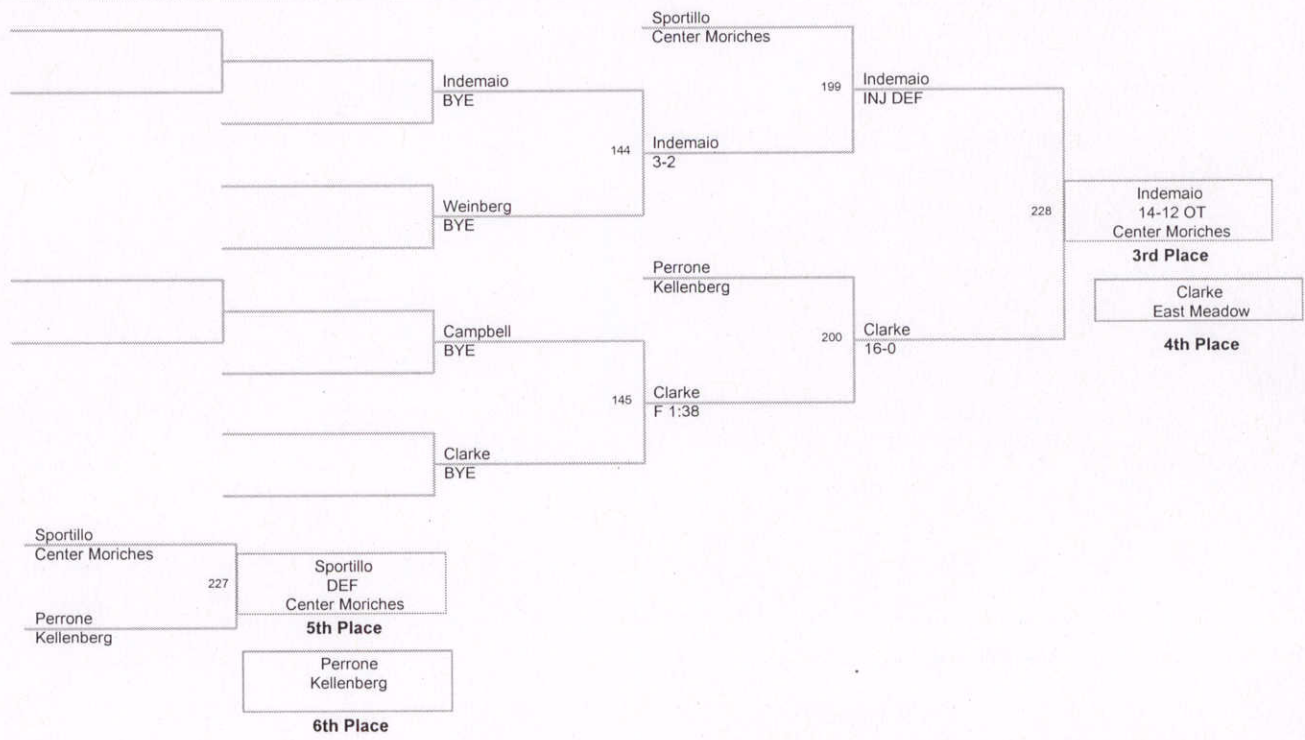 Sportillo
Center Moriches
Indemaio
BYE
199
Indemaio
INJ DEF
144
Indemaio
3-2
Weinberg
BYE
228
Indemaio
14-12 OT
Center Moriches
3rd Place
Perrone
Kellenberg
Clarke
East Meadow
4th Place
Campbell
BYE
200
Clarke
16-0
145
Clarke
F 1:38
Clarke
BYE
Sportillo
Center Moriches
227
Sportillo
DEF
Center Moriches
5th Place
Perrone
Kellenberg
Perrone
Kellenberg
6th Place